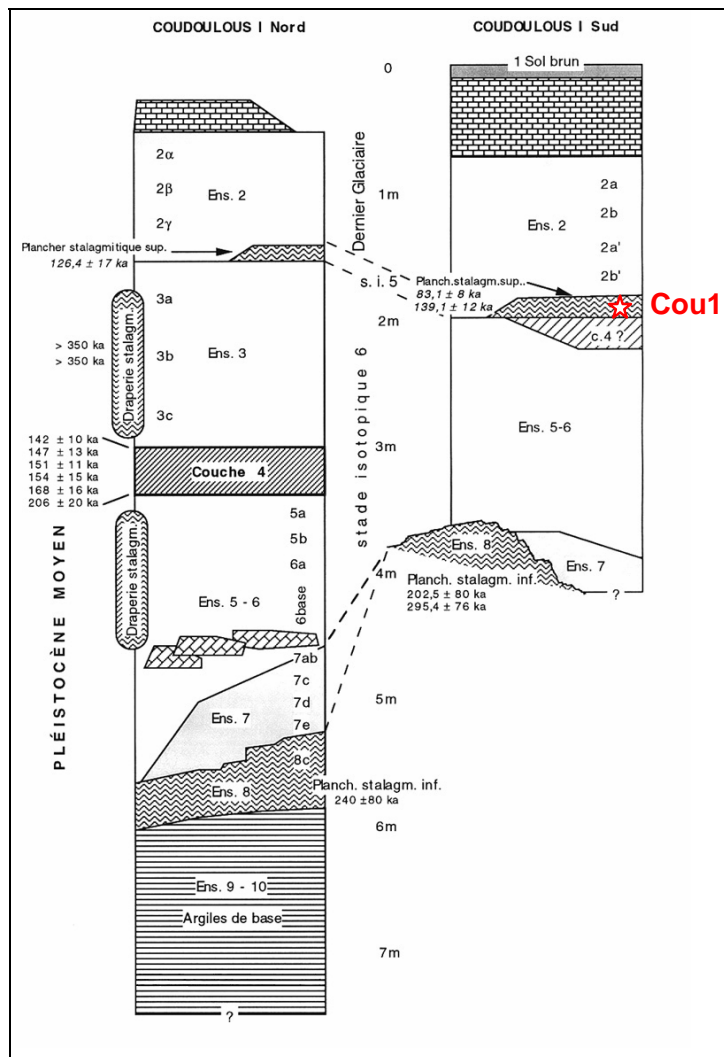 COUDOULOUS I Nord
COUDOULOUS I Sud
0
1 Sol brun
2α
2β
2γ
Ens. 2
Plancher stalagmitique sup.
126,4 ± 17 ka
Dernier Glaciaire
1m
2a
2b
2a'
2b'
Ens. 2
s.i. 5
Planch.stalagm.sup..
83,1 ± 8 ka
139,1 ± 12 ka
Cou1
2m
c.4 ?
3a
3b
3c
Ens. 3
Draperie stalagm.
> 350 ka
> 350 ka
stade isotopique 6
Ens. 5-6
3m
142 ± 10 ka
147 ± 13 ka
151 ± 11 ka
154 ± 15 ka
168 ± 16 ka
206 ± 20 ka
Couche 4
5a
5b
6a
6base
Ens. 5 - 6
Draperie stalagm.
4m
Ens. 8
Ens. 7
Planch. stalagm. inf.
202,5 ± 80 ka
295,4 ± 76 ka
?
PLÉISTOCÈNE MOYEN
7ab
7c
7d
7e
Ens. 7
5m
8c
Ens. 8
Planch. stalagm. inf.
240 ±80 ka
6m
Ens. 9 - 10
Argiles de base
7m
?